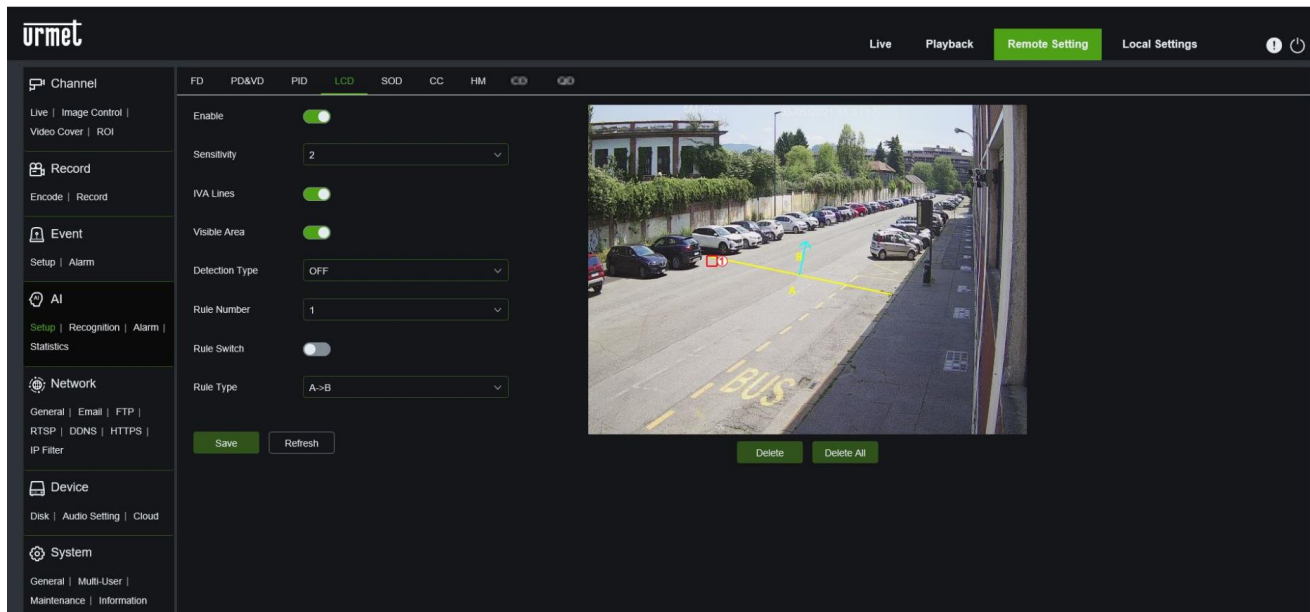 urmet
Live Playback Remote Setting Local Settings
Channel
Live | Image Control |
Video Cover | ROI
Record
Encode | Record
Event
Setup | Alarm
AI
Setup | Recognition | Alarm |
Statistics
Network
General | Email | FTP |
RTSP | DDNS | HTTPS |
IP Filter
Device
Disk | Audio Setting | Cloud
System
General | Multi-User |
Maintenance | Information
FD PD&VD PID LCD SOD CC HM CD QD
Enable
Sensitivity 2
IVA Lines
Visible Area
Detection Type OFF
Rule Number 1
Rule Switch
Rule Type A->B
Save Refresh
1
B
A
BUS
Delete Delete All